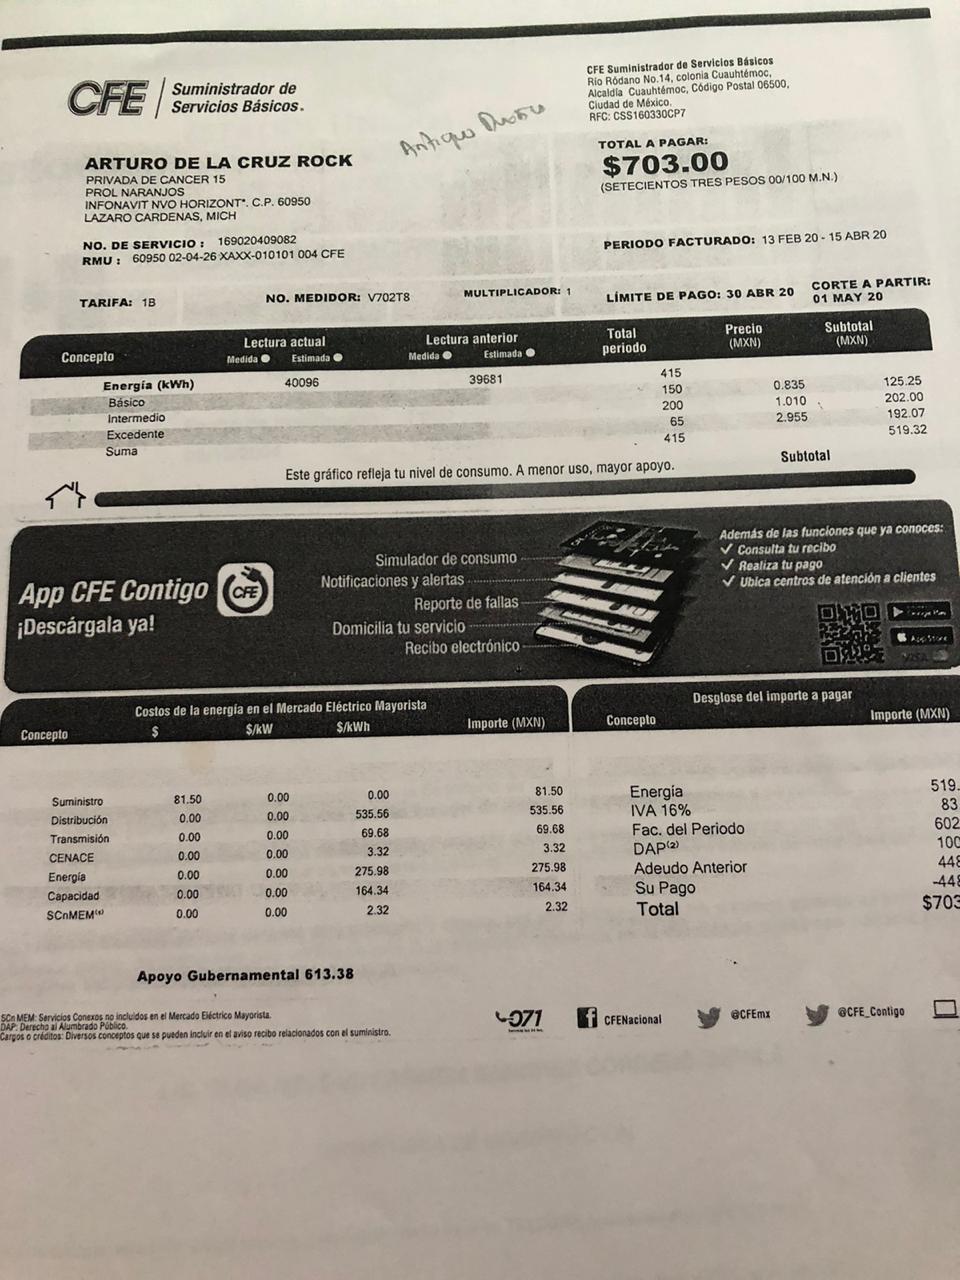 CFE Suministrador de
Servicios Básicos.
CFE Suministrador de Servicios Básicos
Río Ródano No.14, colonia Cuauhtémoc,
Alcaldía Cuauhtémoc, Código Postal 06500,
Ciudad de México.
RFC: CSS160330CP7
Antiguo Dueño
TOTAL A PAGAR:
$703.00
(SETECIENTOS TRES PESOS 00/100 M.N.)
ARTURO DE LA CRUZ ROCK
PRIVADA DE CANCER 15
PROL NARANJOS
INFONAVIT NVO HORIZONT*. C.P. 60950
LAZARO CARDENAS, MICH
NO. DE SERVICIO : 169020409082
RMU : 60950 02-04-26 XAXX-010101 004 CFE
PERIODO FACTURADO: 13 FEB 20 - 15 ABR 20
TARIFA: 1B NO. MEDIDOR: V702T8 MULTIPLICADOR: 1 LÍMITE DE PAGO: 30 ABR 20 CORTE A PARTIR:
01 MAY 20
Concepto Lectura actual Lectura anterior Total periodo Precio (MXN) Subtotal (MXN)
Medida Estimada Medida Estimada
Energía (kWh) 40096 39681 415
Básico 150 0.835 125.25
Intermedio 200 1.010 202.00
Excedente 65 2.955 192.07
Suma 415 519.32
Este gráfico refleja tu nivel de consumo. A menor uso, mayor apoyo. Subtotal
App CFE Contigo
¡Descárgala ya!
CFE
Simulador de consumo
Notificaciones y alertas
Reporte de fallas
Domicilia tu servicio
Recibo electrónico
Además de las funciones que ya conoces:
Consulta tu recibo
Realiza tu pago
Ubica centros de atención a clientes
Google Play
App Store
VISA
Costos de la energía en el Mercado Eléctrico Mayorista
Concepto $ $/kW $/kWh Importe (MXN)
Suministro 81.50 0.00 0.00 81.50
Distribución 0.00 0.00 535.56 535.56
Transmisión 0.00 0.00 69.68 69.68
CENACE 0.00 0.00 3.32 3.32
Energía 0.00 0.00 275.98 275.98
Capacidad 0.00 0.00 164.34 164.34
SCnMEM 0.00 0.00 2.32 2.32
Desglose del importe a pagar
Concepto Importe (MXN)
Energía 519.
IVA 16% 83
Fac. del Periodo 602
DAP(2) 100
Adeudo Anterior 448
Su Pago -448
Total $703
Apoyo Gubernamental 613.38
SCn MEM: Servicios Conexos no incluidos en el Mercado Eléctrico Mayorista.
DAP: Derecho al Alumbrado Público.
Cargos o créditos: Diversos conceptos que se pueden incluir en el aviso recibo relacionados con el suministro.
071
CFENacional
@CFEmx
@CFE_Contigo